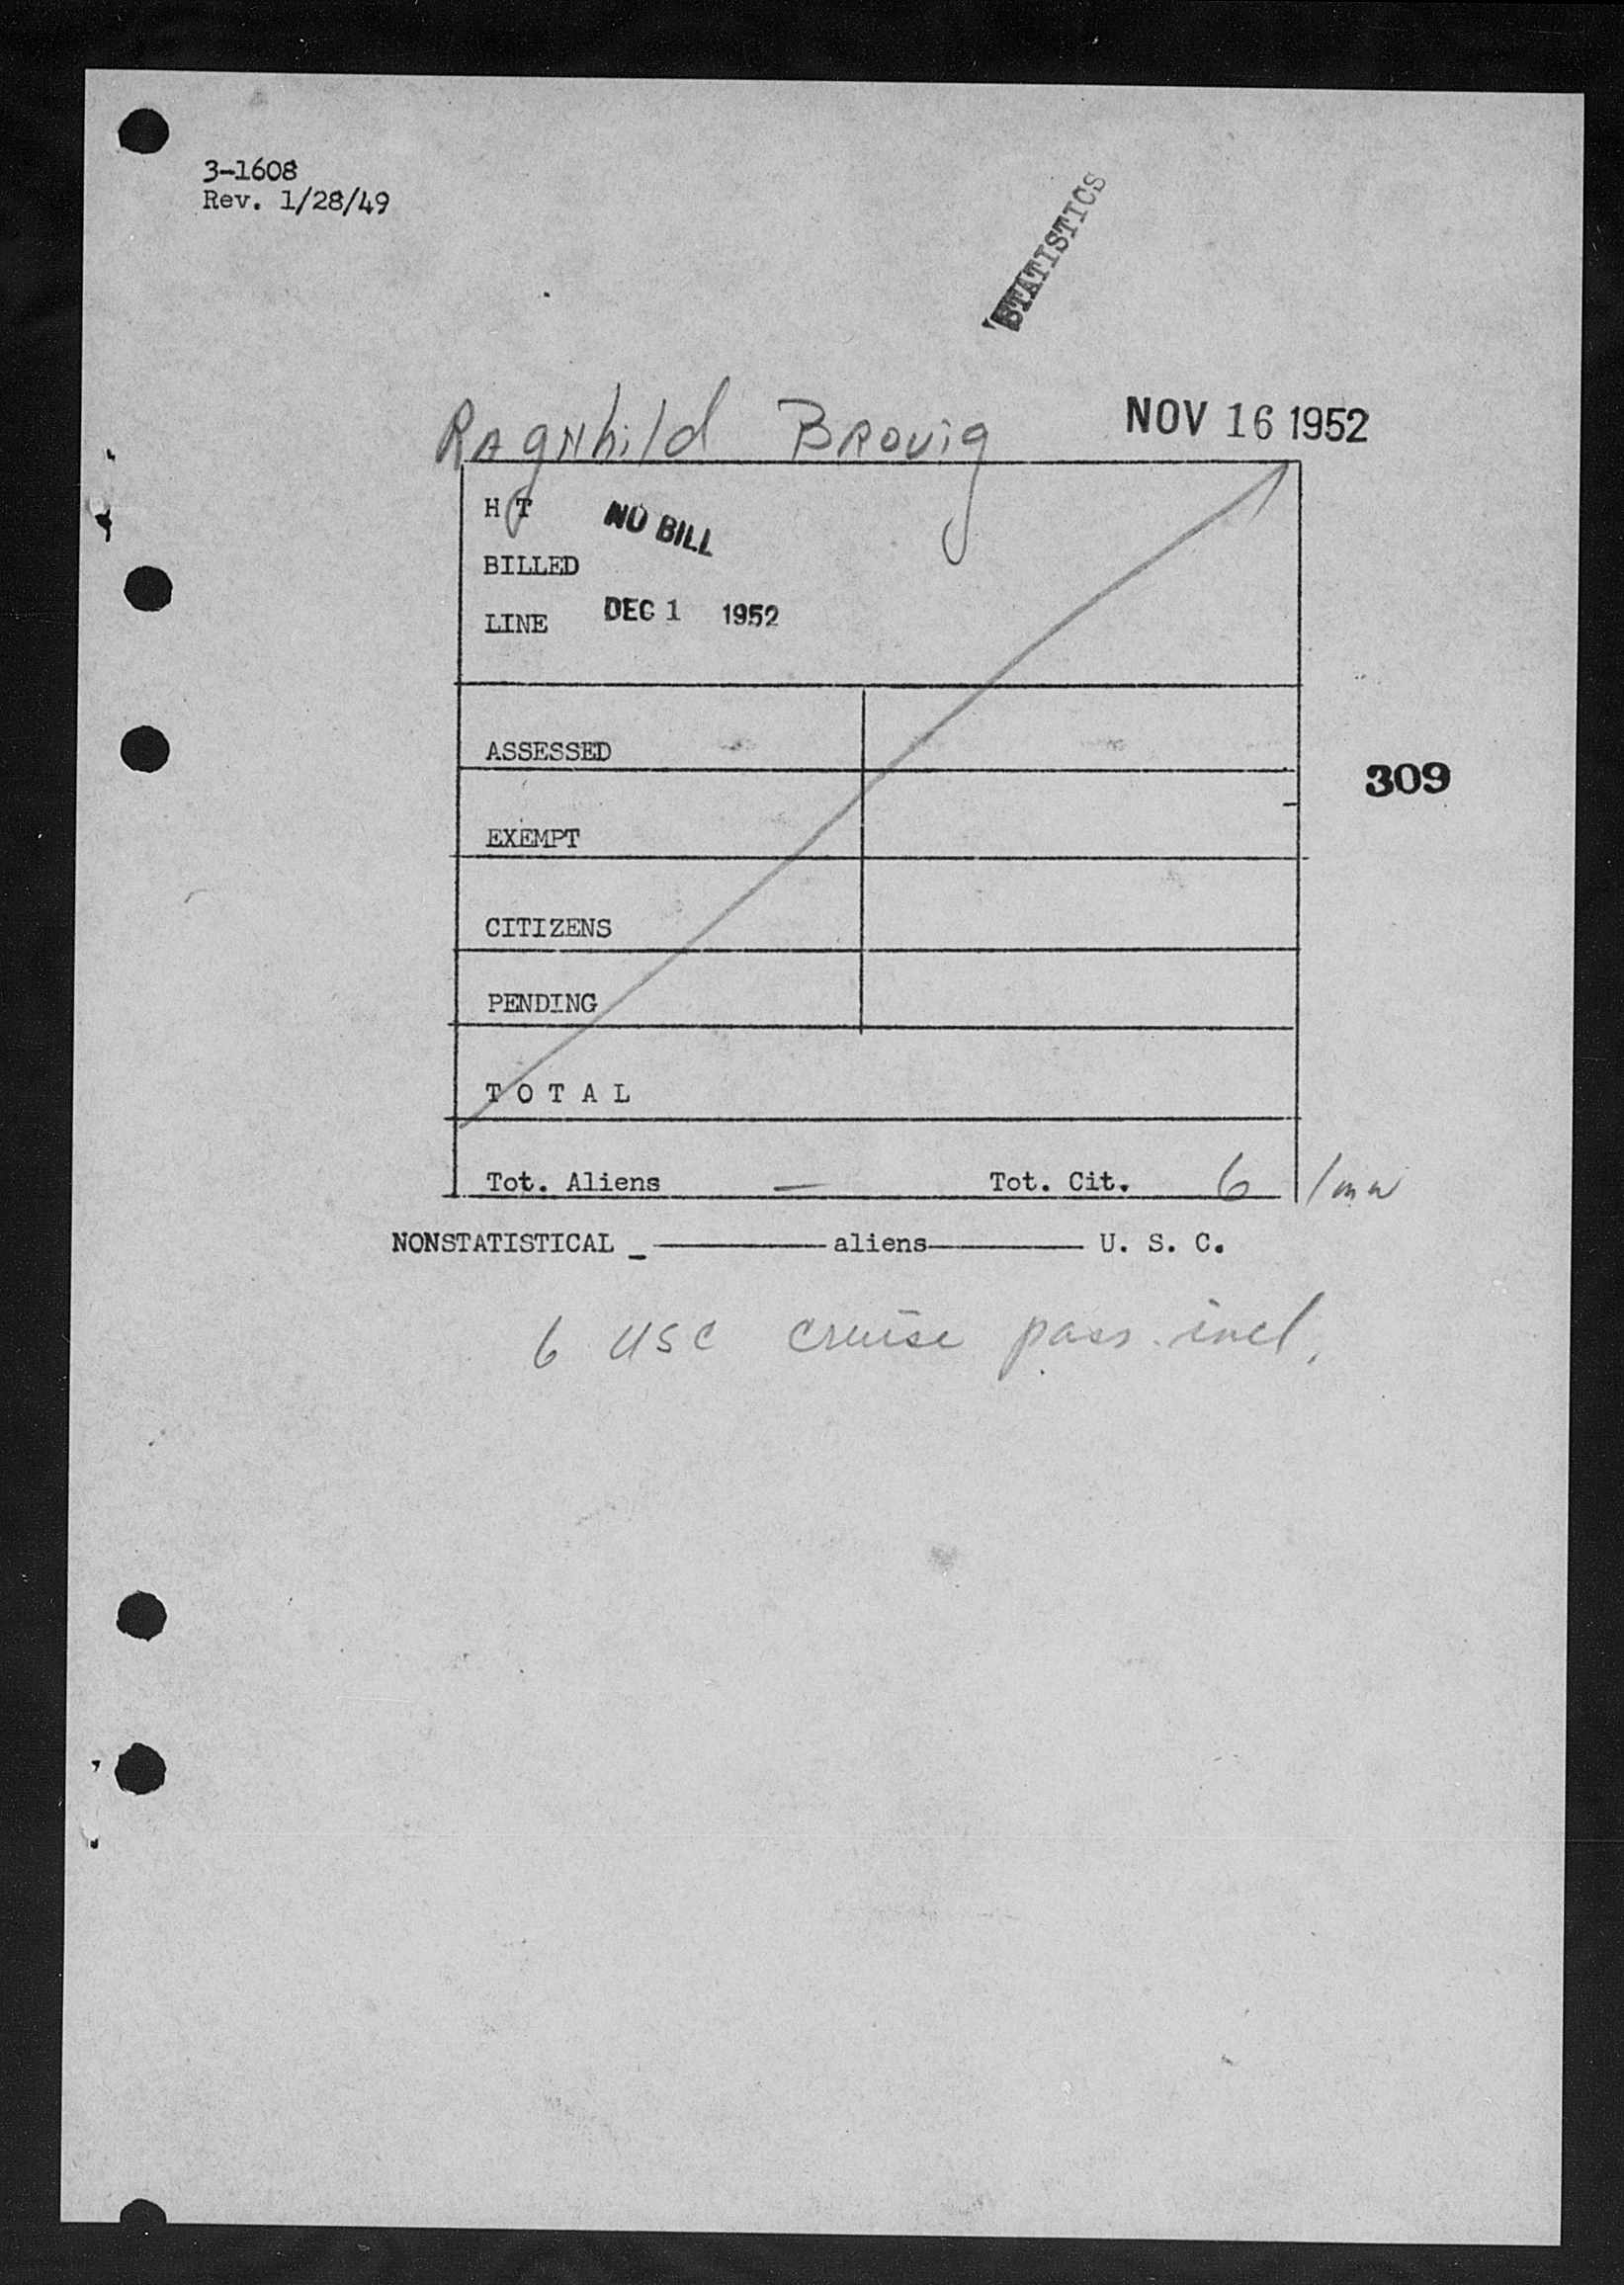 3-1608
Rev. 1/28/49
STATISTICS
Ragnhild Brovig NOV 16 1952
H T NO BILL
BILLED
LINE DEC 1 1952
ASSESSED
309
EXEMPT
CITIZENS
PENDING
T O T A L
Tot. Aliens — Tot. Cit. 6
NONSTATISTICAL _ aliens U. S. C.
6 USC cruise pass. incl.